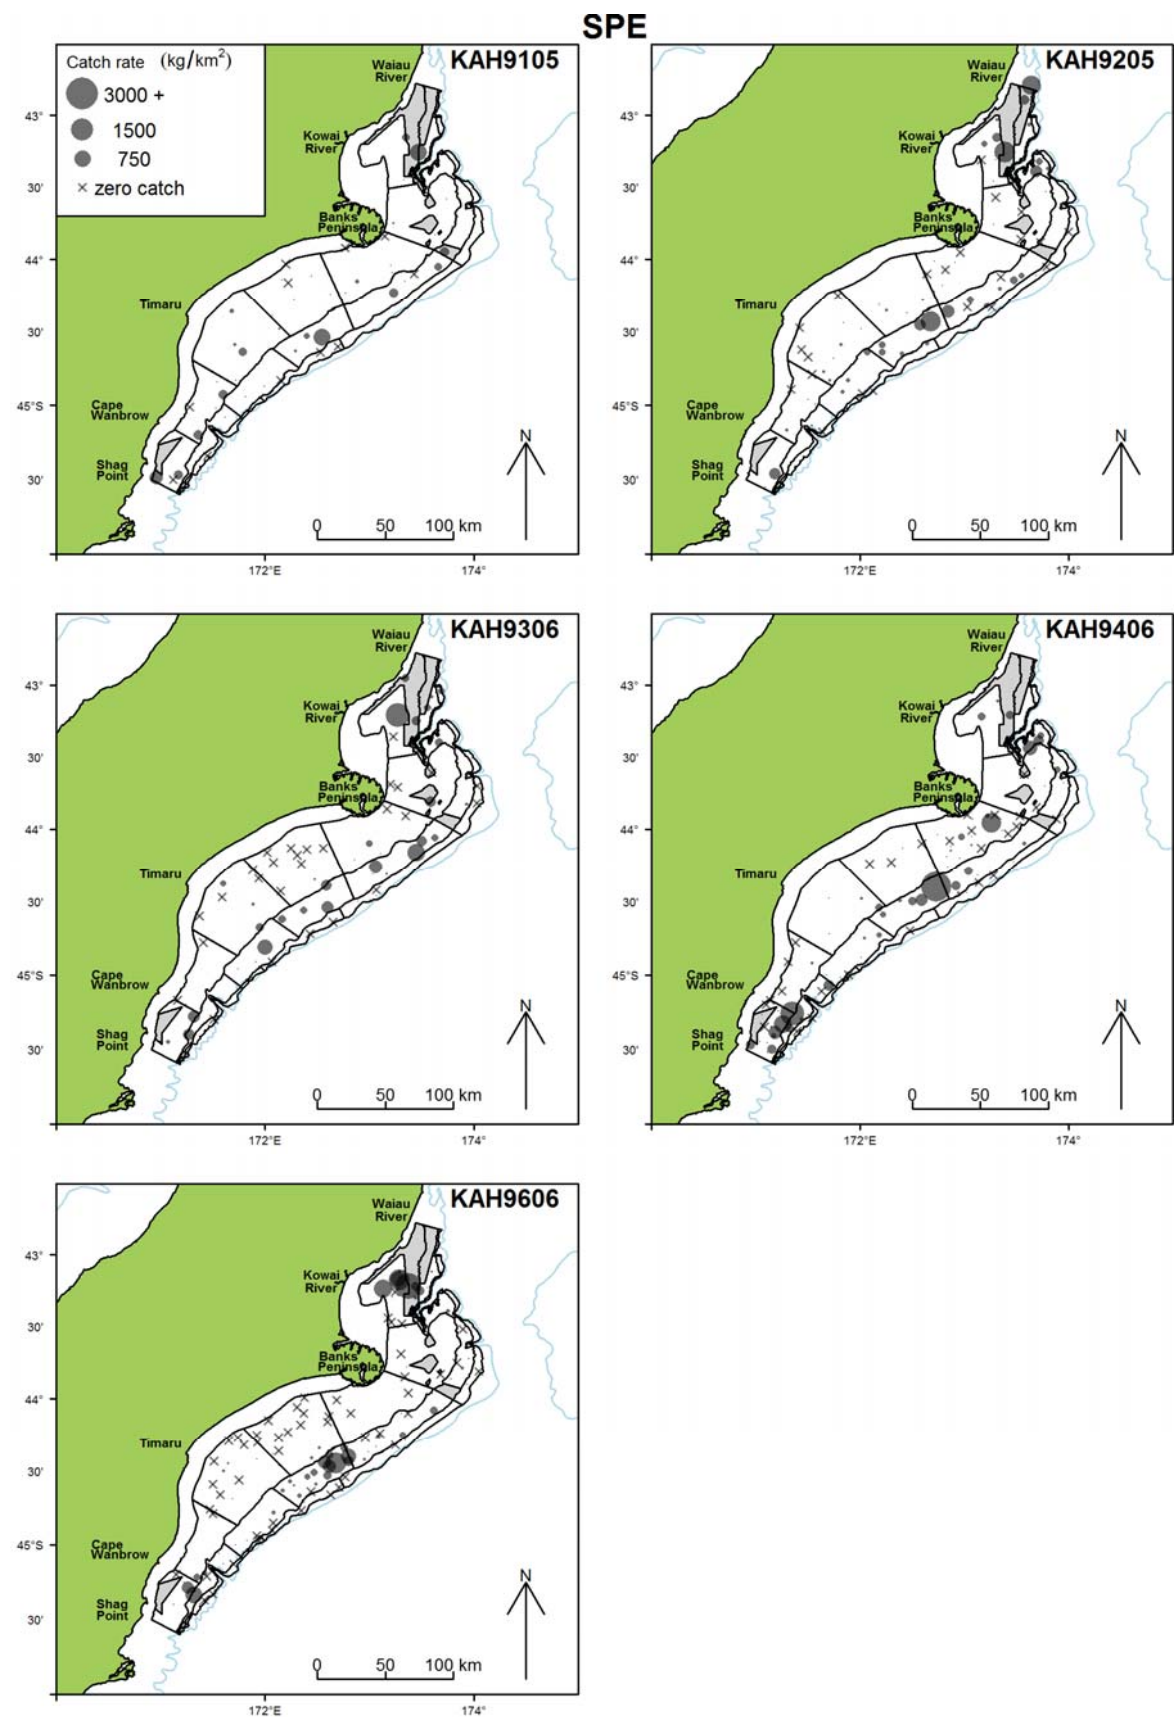 SPE
KAH9105
Catch rate (kg/km²)
3000 +
1500
750
× zero catch
Waiau
River
Kowai
River
Banks
Peninsula
Timaru
Cape
Wanbrow
Shag
Point
43°
30'
44°
30'
45°S
30'
N
0 50 100 km
172°E 174°
KAH9205
Waiau
River
Kowai
River
Banks
Peninsula
Timaru
Cape
Wanbrow
Shag
Point
43°
30'
44°
30'
45°S
30'
N
0 50 100 km
172°E 174°
KAH9306
Waiau
River
Kowai
River
Banks
Peninsula
Timaru
Cape
Wanbrow
Shag
Point
43°
30'
44°
30'
45°S
30'
N
0 50 100 km
172°E 174°
KAH9406
Waiau
River
Kowai
River
Banks
Peninsula
Timaru
Cape
Wanbrow
Shag
Point
43°
30'
44°
30'
45°S
30'
N
0 50 100 km
172°E 174°
KAH9606
Waiau
River
Kowai
River
Banks
Peninsula
Timaru
Cape
Wanbrow
Shag
Point
43°
30'
44°
30'
45°S
30'
N
0 50 100 km
172°E 174°